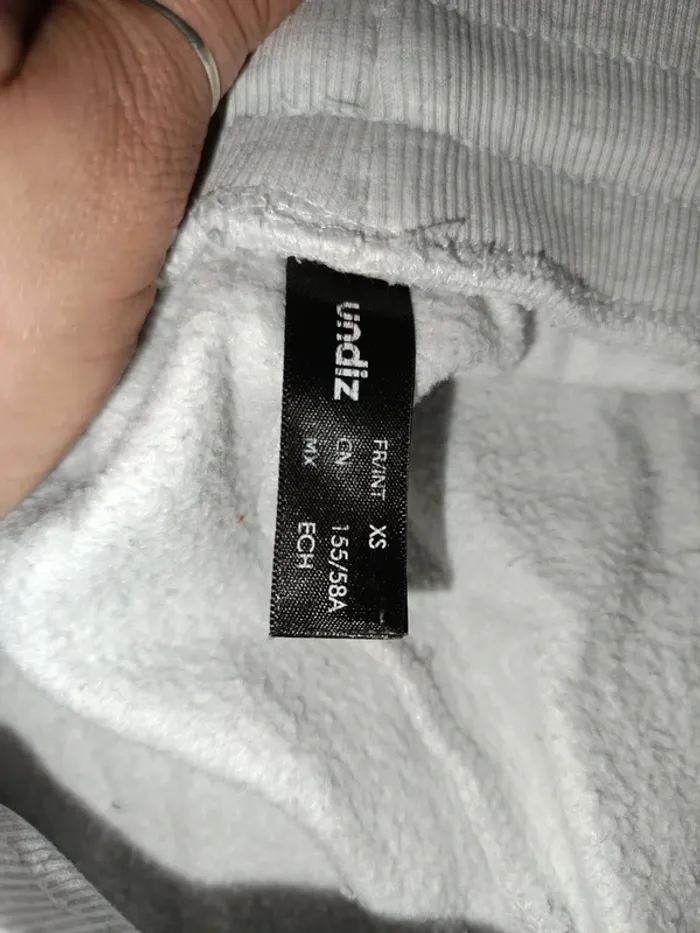 undiz
FR/INT XS
CN 155/58A
MX ECH